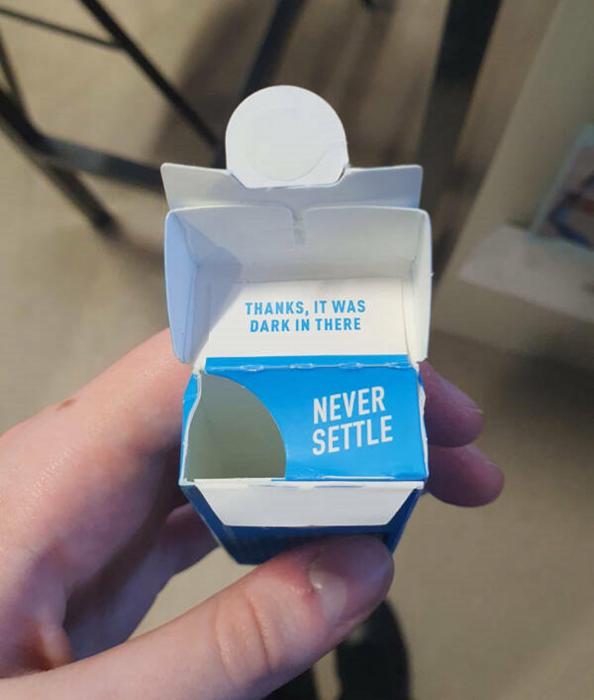 THANKS, IT WAS
DARK IN THERE
NEVER
SETTLE